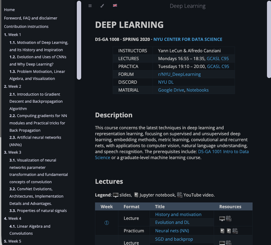 Home
Foreword, FAQ and disclaimer
Contribution instructions
1. Week 1
1.1. Motivation of Deep Learning, and Its History and Inspiration
1.2. Evolution and Uses of CNNs and Why Deep Learning?
1.3. Problem Motivation, Linear Algebra, and Visualization
2. Week 2
2.1. Introduction to Gradient Descent and Backpropagation Algorithm
2.2. Computing gradients for NN modules and Practical tricks for Back Propagation
2.3. Artificial neural networks (ANNs)
3. Week 3
3.1. Visualization of neural networks parameter transformation and fundamental concepts of convolution
3.2. ConvNet Evolutions, Architectures, Implementation Details and Advantages.
3.3. Properties of natural signals
4. Week 4
4.1. Linear Algebra and Convolutions
5. Week 5
Deep Learning
DEEP LEARNING
DS-GA 1008 · SPRING 2020 · NYU CENTER FOR DATA SCIENCE
INSTRUCTORS Yann LeCun & Alfredo Canziani
LECTURES Mondays 16:55 – 18:35, GCASL C95
PRACTICA Tuesdays 19:10 – 20:00, GCASL C95
FORUM r/NYU_DeepLearning
DISCORD NYU DL
MATERIAL Google Drive, Notebooks
Description
This course concerns the latest techniques in deep learning and representation learning, focusing on supervised and unsupervised deep learning, embedding methods, metric learning, convolutional and recurrent nets, with applications to computer vision, natural language understanding, and speech recognition. The prerequisites include: DS-GA 1001 Intro to Data Science or a graduate-level machine learning course.
Lectures
Legend: slides, Jupyter notebook, YouTube video.
Week Format Title Resources
Lecture History and motivation
Evolution and DL
Practicum Neural nets (NN)
Lecture SGD and backprop